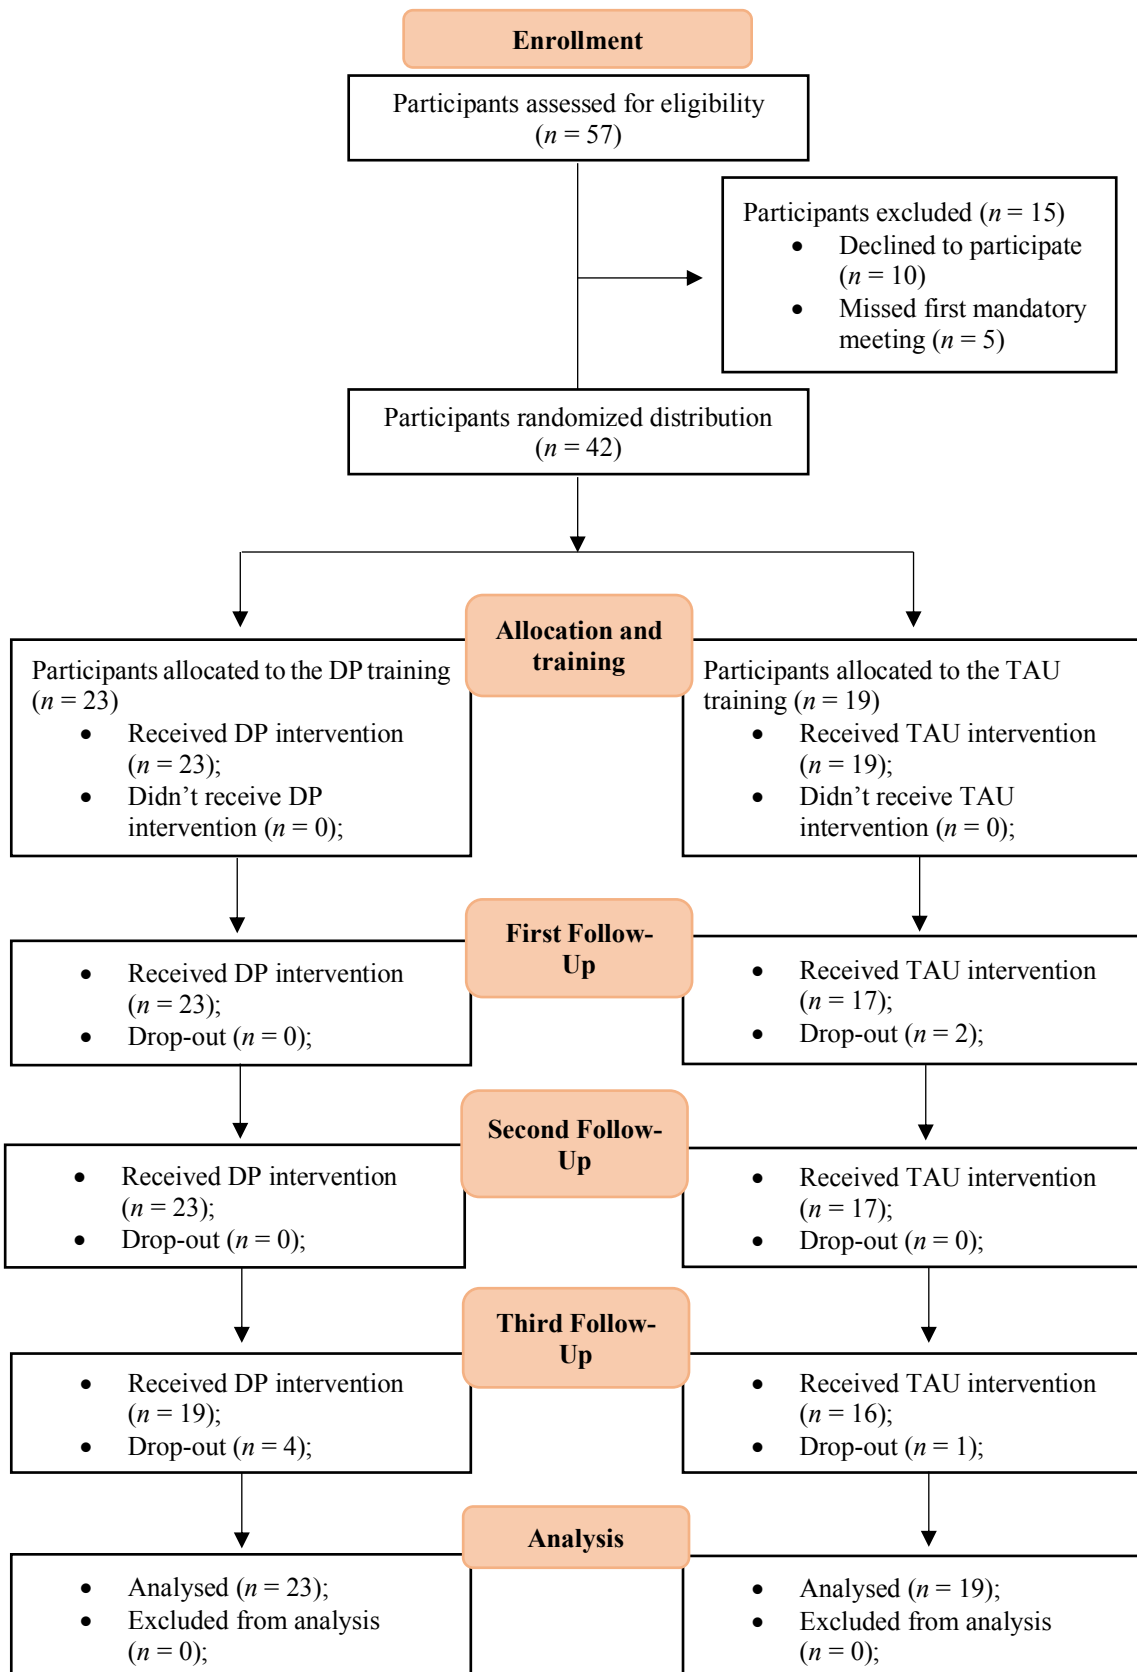 Enrollment
Participants assessed for eligibility
(n = 57)
Participants excluded (n = 15)
• Declined to participate
(n = 10)
• Missed first mandatory
meeting (n = 5)
Participants randomized distribution
(n = 42)
Allocation and
training
Participants allocated to the DP training
(n = 23)
• Received DP intervention
(n = 23);
• Didn’t receive DP
intervention (n = 0);
Participants allocated to the TAU
training (n = 19)
• Received TAU intervention
(n = 19);
• Didn’t receive TAU
intervention (n = 0);
First Follow-
Up
• Received DP intervention
(n = 23);
• Drop-out (n = 0);
• Received TAU intervention
(n = 17);
• Drop-out (n = 2);
Second Follow-
Up
• Received DP intervention
(n = 23);
• Drop-out (n = 0);
• Received TAU intervention
(n = 17);
• Drop-out (n = 0);
Third Follow-
Up
• Received DP intervention
(n = 19);
• Drop-out (n = 4);
• Received TAU intervention
(n = 16);
• Drop-out (n = 1);
Analysis
• Analysed (n = 23);
• Excluded from analysis
(n = 0);
• Analysed (n = 19);
• Excluded from analysis
(n = 0);